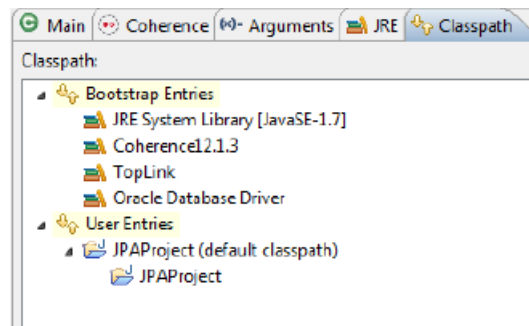 Main Coherence (x)= Arguments JRE Classpath
Classpath:
Bootstrap Entries
JRE System Library [JavaSE-1.7]
Coherence12.1.3
TopLink
Oracle Database Driver
User Entries
JPAProject (default classpath)
JPAProject